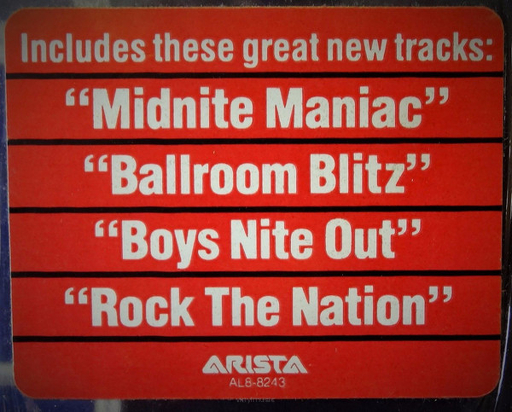 Includes these great new tracks:
“Midnite Maniac”
“Ballroom Blitz”
“Boys Nite Out”
“Rock The Nation”
ARISTA
AL8-8243